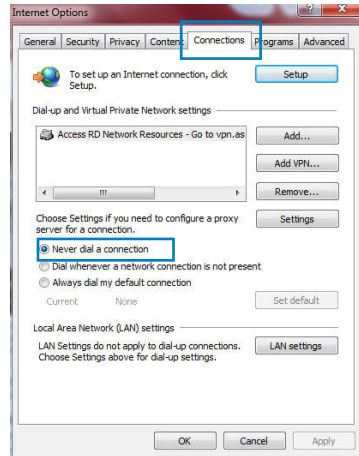 Internet Options
General Security Privacy Content Connections Programs Advanced
To set up an Internet connection, click
Setup.
Setup
Dial-up and Virtual Private Network settings
Access RD Network Resources - Go to vpn.as
Add...
Add VPN...
Remove...
Choose Settings if you need to configure a proxy
server for a connection.
Settings
Never dial a connection
Dial whenever a network connection is not present
Always dial my default connection
Current None
Set default
Local Area Network (LAN) settings
LAN Settings do not apply to dial-up connections.
Choose Settings above for dial-up settings.
LAN settings
OK Cancel Apply